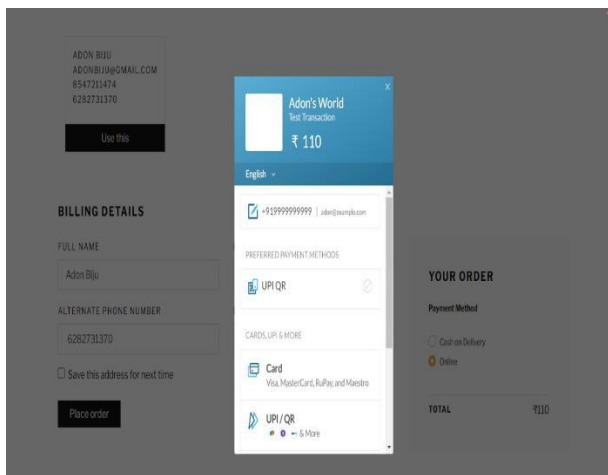 ADON BIJU
ADONBIJU@GMAIL.COM
8547211474
6282731370
Use this
BILLING DETAILS
FULL NAME
Adon Biju
ALTERNATE PHONE NUMBER
6282731370
Save this address for next time
Place order
X
Adon's World
Test Transaction
₹ 110
English
+919999999999 | adon@example.com
PREFERRED PAYMENT METHODS
UPI QR
CARDS, UPI & MORE
Card
Visa, MasterCard, RuPay, and Maestro
UPI / QR
& More
YOUR ORDER
Payment Method
Cash on Delivery
Online
TOTAL ₹110